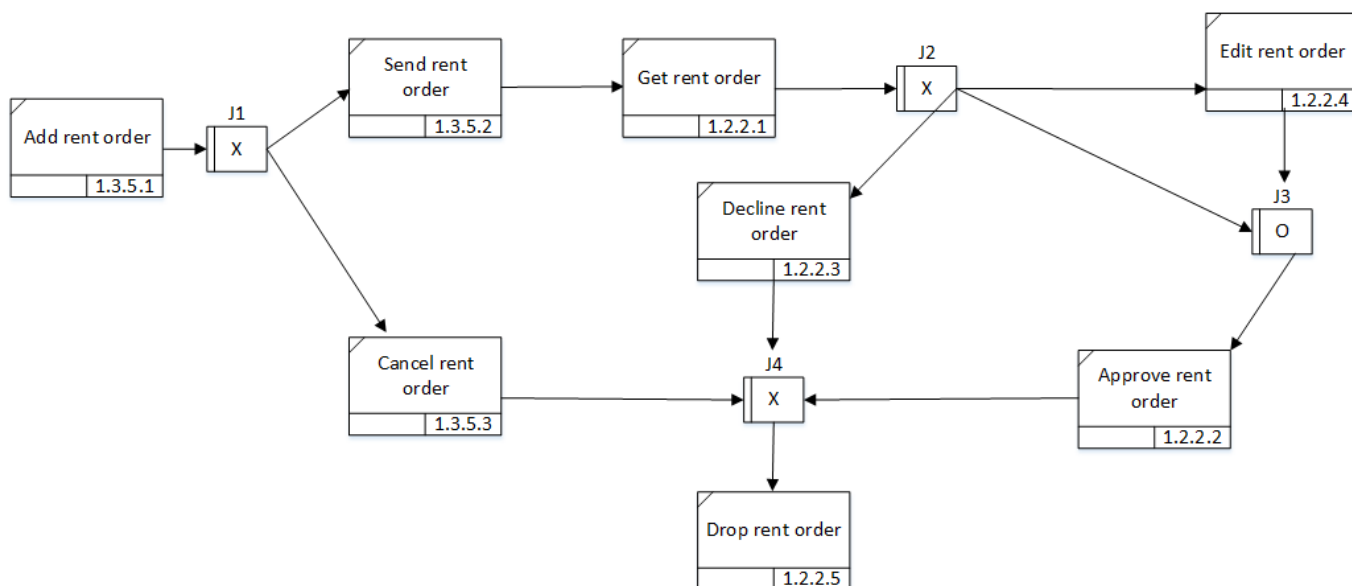 J1
X
Add rent order
1.3.5.1
Send rent
order
1.3.5.2
Get rent order
1.2.2.1
J2
X
Edit rent order
1.2.2.4
Decline rent
order
1.2.2.3
J3
O
Cancel rent
order
1.3.5.3
J4
X
Approve rent
order
1.2.2.2
Drop rent order
1.2.2.5